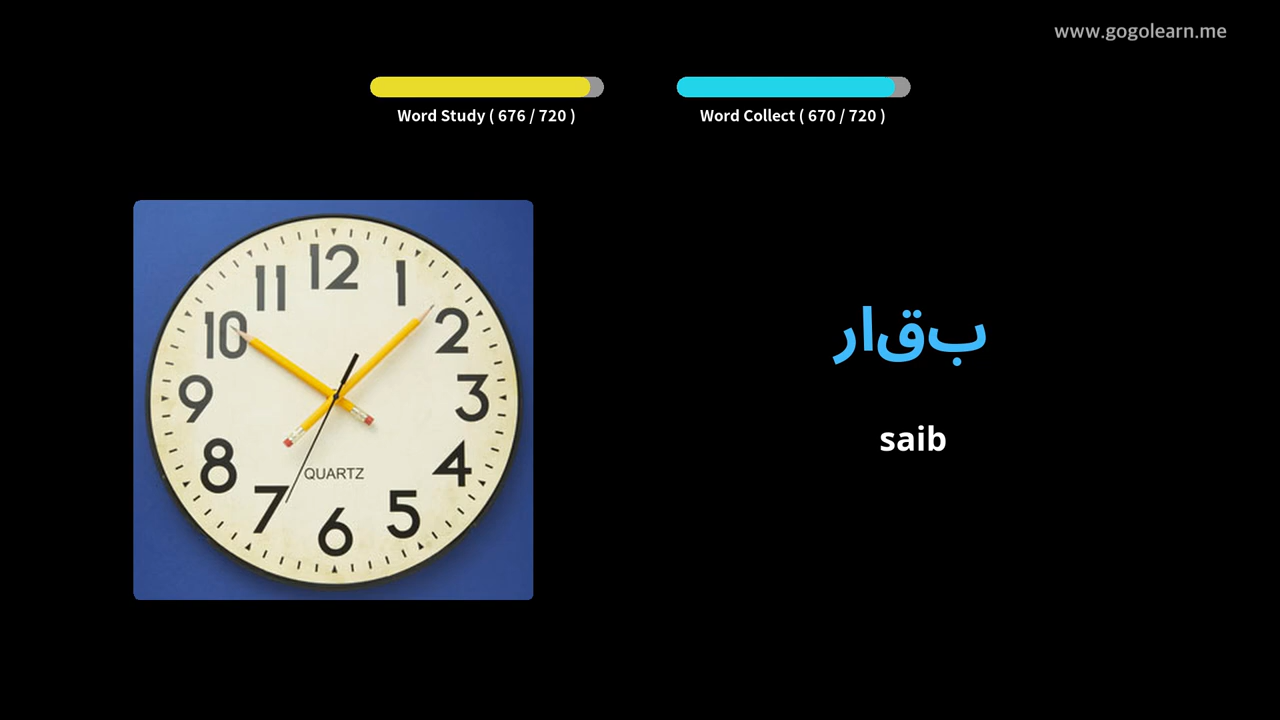 www.gogolearn.me
Word Study ( 676 / 720 )
Word Collect ( 670 / 720 )
12
1
2
3
4
5
6
7
8
9
10
11
QUARTZ
بقار
saib